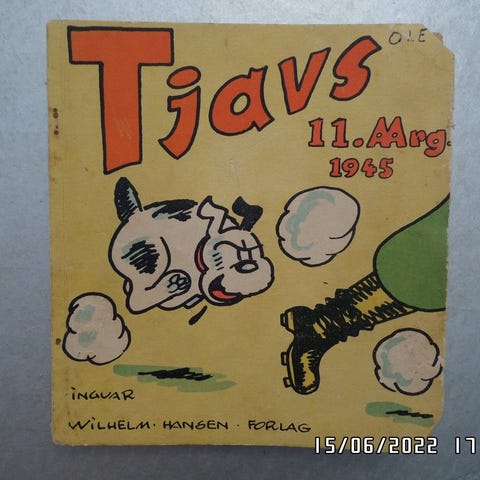 OLE
Tjavs
11. AArg.
1945
INGVAR
WILHELM · HANSEN · FORLAG
15/06/2022 17